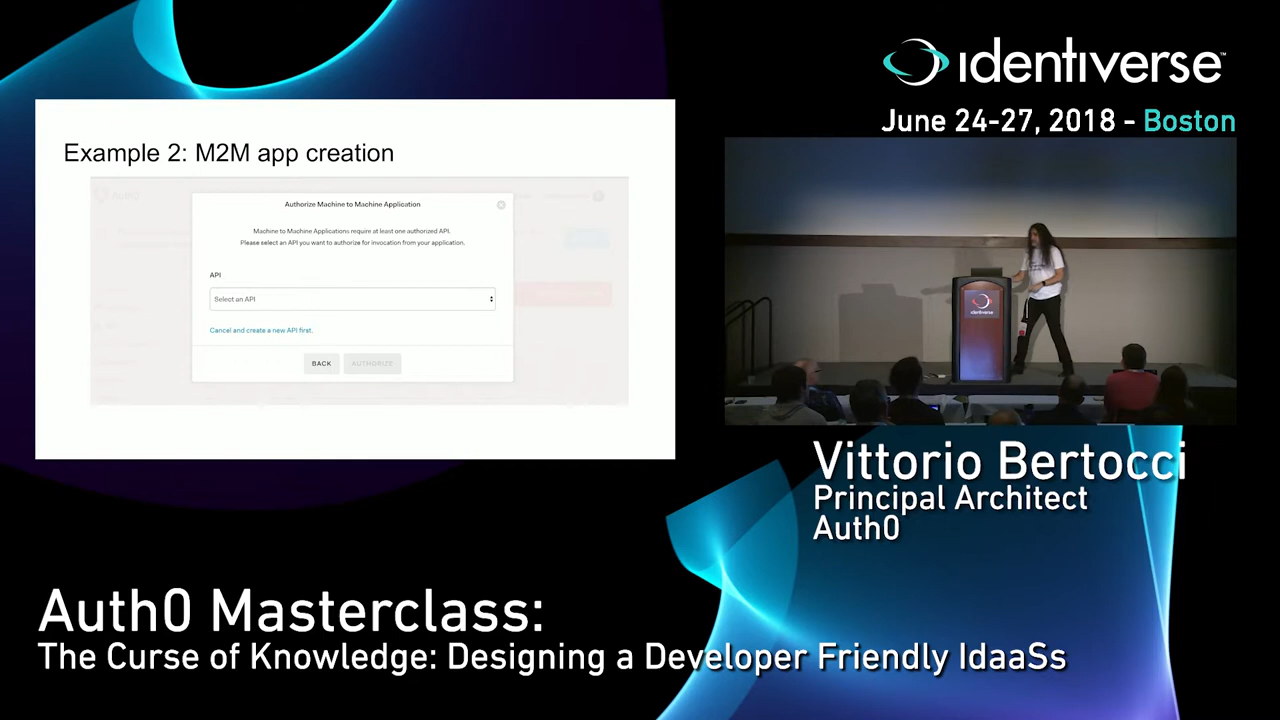 identiverse™
June 24-27, 2018 - Boston
Example 2: M2M app creation
Authorize Machine to Machine Application
Machine to Machine Applications require at least one authorized API.
Please select an API you want to authorize for invocation from your application.
API
Select an API
Cancel and create a new API first.
BACK
AUTHORIZE
identiverse
Vittorio Bertocci
Principal Architect
Auth0
Auth0 Masterclass:
The Curse of Knowledge: Designing a Developer Friendly IdaaSs